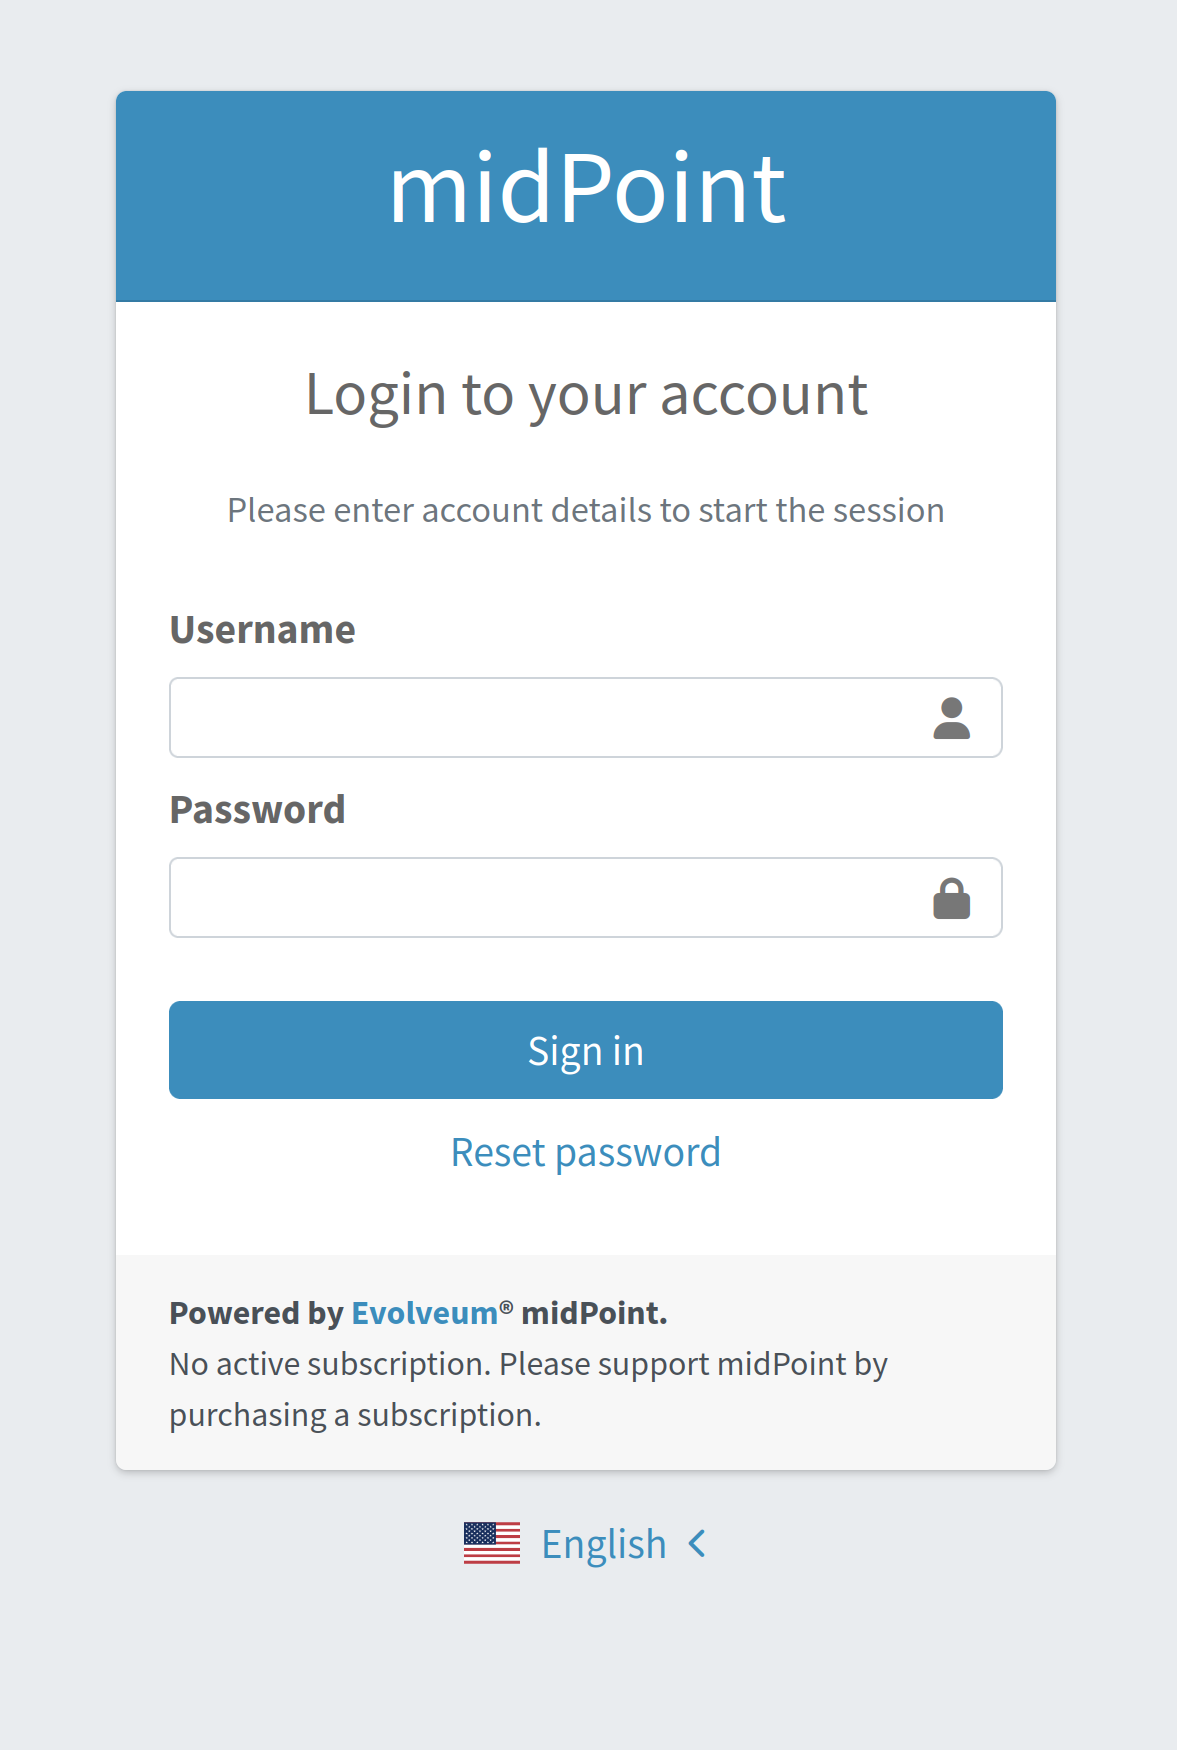 midPoint
Login to your account
Please enter account details to start the session
Username
Password
Sign in
Reset password
Powered by Evolveum® midPoint.
No active subscription. Please support midPoint by
purchasing a subscription.
English